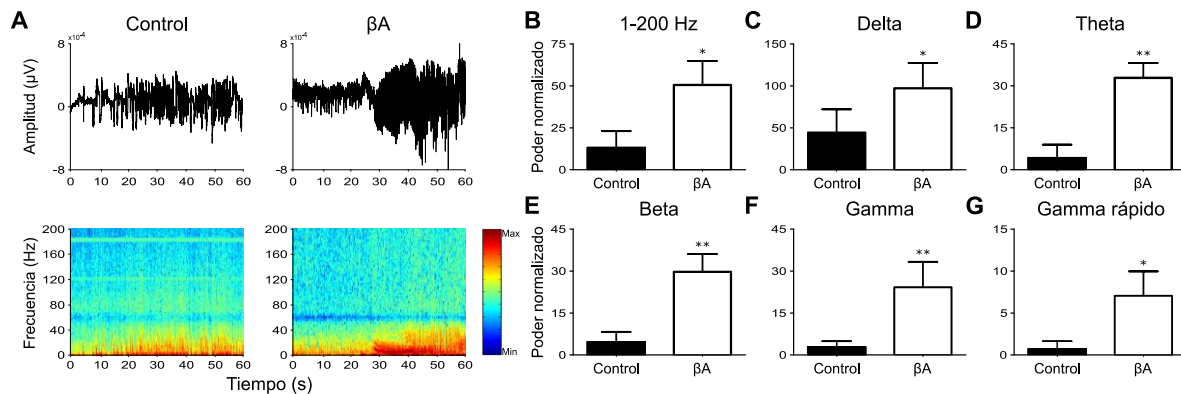 A
Control
βA
x10⁻⁴
x10⁻⁴
Amplitud (μV)
8
0
-8
8
0
-8
0 10 20 30 40 50 60
0 10 20 30 40 50 60
Frecuencia (Hz)
200
160
120
80
40
0
200
160
120
80
40
0
Max
Min
0 10 20 30 40 50 60
0 10 20 30 40 50 60
Tiempo (s)
B
1-200 Hz
Poder normalizado
75
50
25
0
*
Control
βA
C
Delta
150
100
50
0
*
Control
βA
D
Theta
45
30
15
0
**
Control
βA
E
Beta
Poder normalizado
45
30
15
0
**
Control
βA
F
Gamma
45
30
15
0
**
Control
βA
G
Gamma rápido
15
10
5
0
*
Control
βA